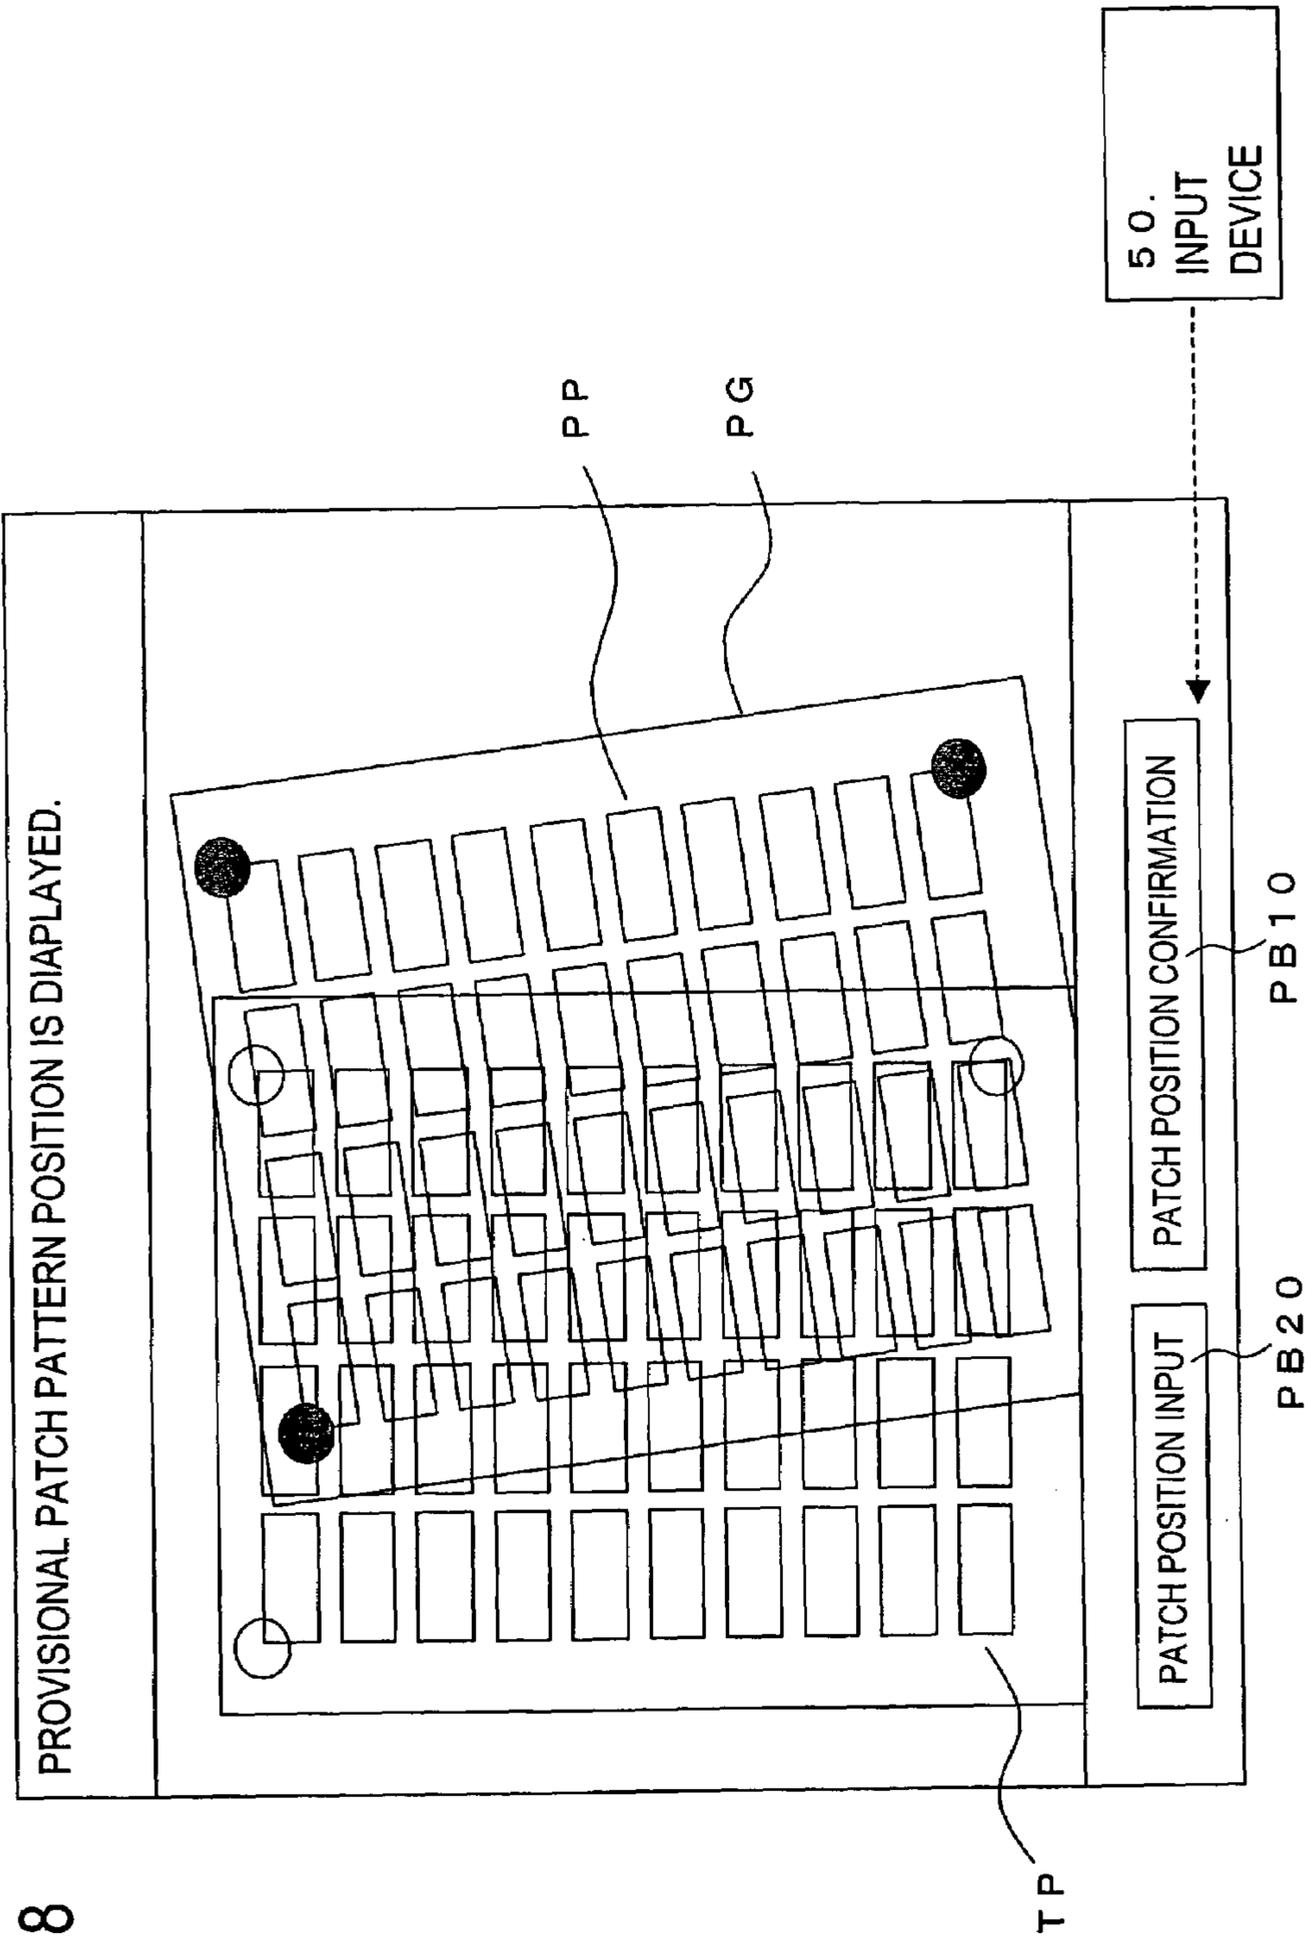 8
PROVISIONAL PATCH PATTERN POSITION IS DIAPLAYED.
PP
PG
TP
PATCH POSITION INPUT
PATCH POSITION CONFIRMATION
PB20
PB10
50.
INPUT
DEVICE